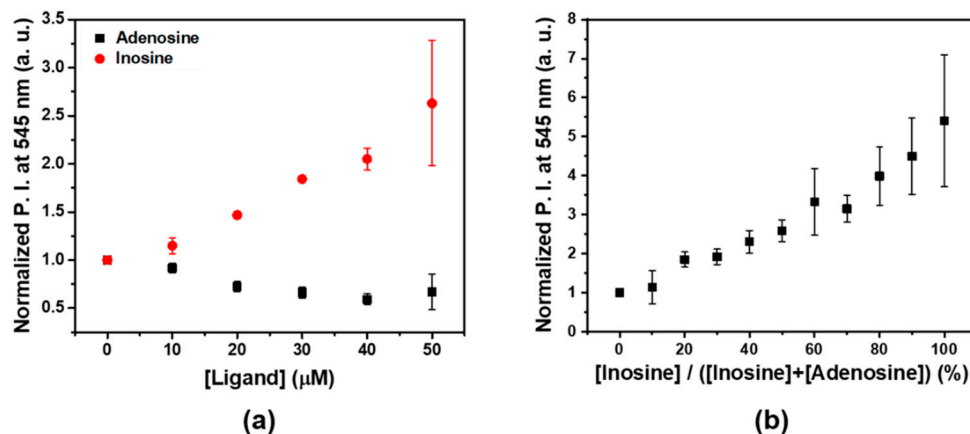 Normalized P. I. at 545 nm (a. u.)
3.5
3.0
2.5
2.0
1.5
1.0
0.5
Adenosine
Inosine
0 10 20 30 40 50
[Ligand] (μM)
(a)
Normalized P. I. at 545 nm (a. u.)
8
7
6
5
4
3
2
1
0
0 20 40 60 80 100
[Inosine] / ([Inosine]+[Adenosine]) (%)
(b)